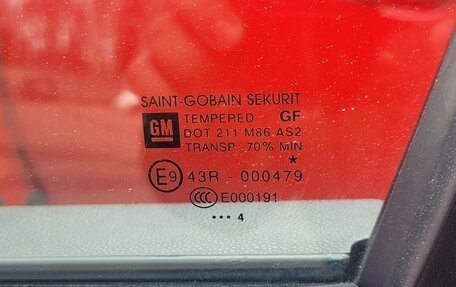 SAINT-GOBAIN SEKURIT
GM TEMPERED GF
DOT 211 M86 AS2
TRANSP. 70% MIN
*
E9 43R - 000479
CCC E000191
••• 4